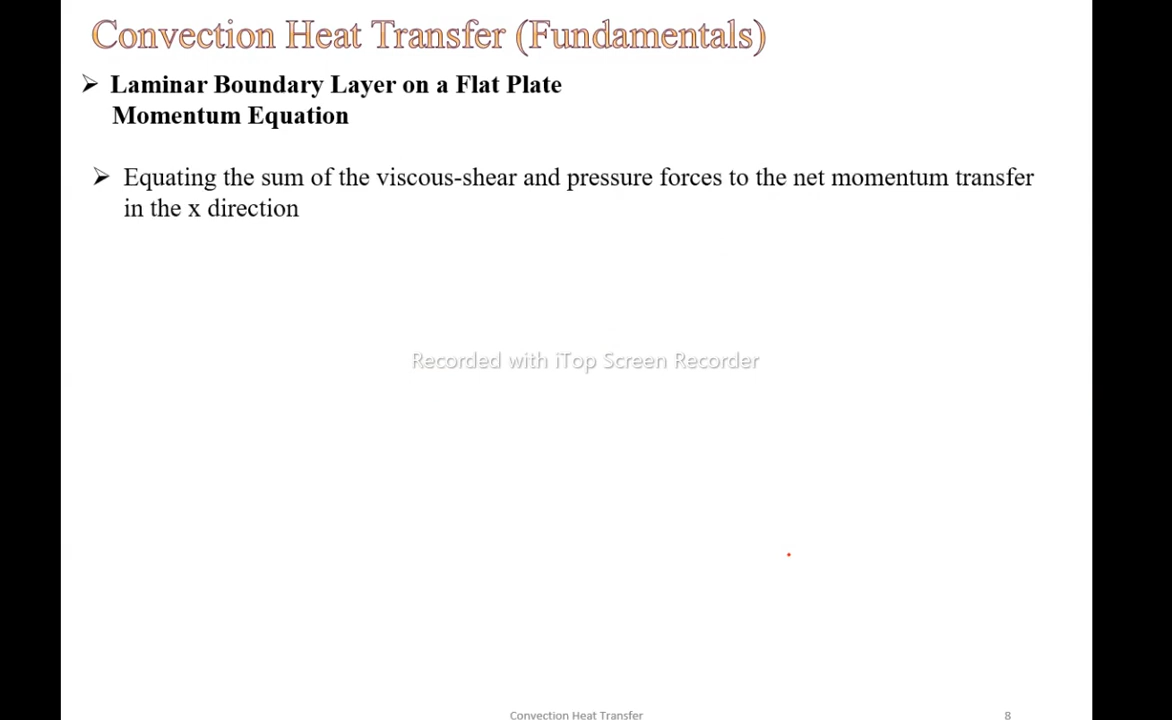 Convection Heat Transfer (Fundamentals)
➢ Laminar Boundary Layer on a Flat Plate
Momentum Equation
➢ Equating the sum of the viscous-shear and pressure forces to the net momentum transfer
in the x direction
Recorded with iTop Screen Recorder
Convection Heat Transfer
8